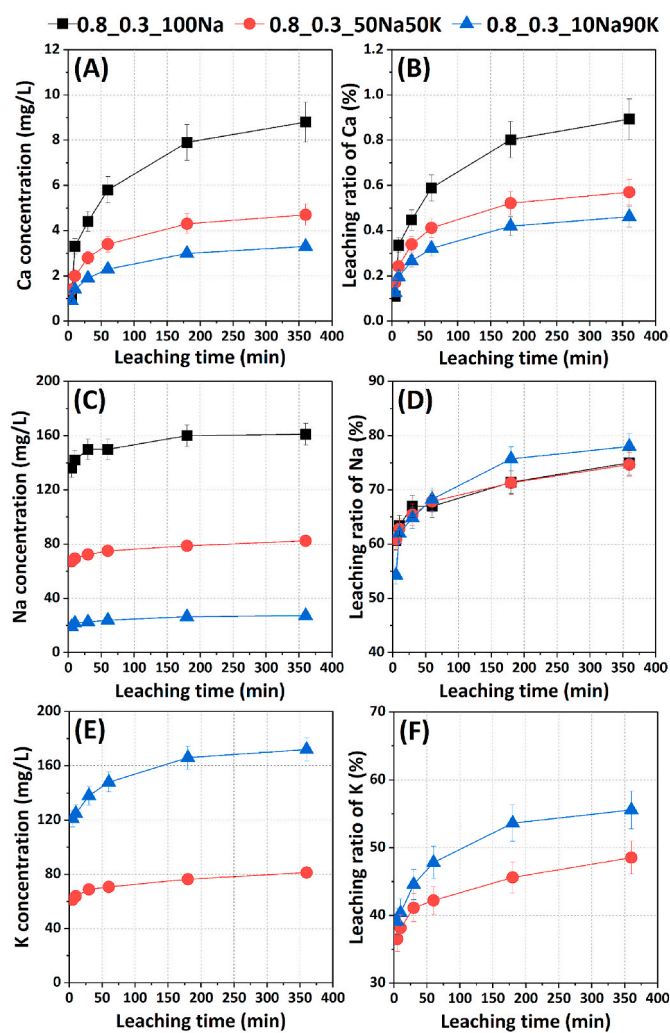 0.8_0.3_100Na 0.8_0.3_50Na50K 0.8_0.3_10Na90K
(A)
Ca concentration (mg/L)
10
8
6
4
2
0
0 50 100 150 200 250 300 350 400
Leaching time (min)
(B)
Leaching ratio of Ca (%)
1.2
1.0
0.8
0.6
0.4
0.2
0.0
0 50 100 150 200 250 300 350 400
Leaching time (min)
(C)
Na concentration (mg/L)
200
160
120
80
40
0
0 50 100 150 200 250 300 350 400
Leaching time (min)
(D)
Leaching ratio of Na (%)
90
80
70
60
50
40
0 50 100 150 200 250 300 350 400
Leaching time (min)
(E)
K concentration (mg/L)
200
160
120
80
40
0
0 50 100 150 200 250 300 350 400
Leaching time (min)
(F)
Leaching ratio of K (%)
70
60
50
40
30
0 50 100 150 200 250 300 350 400
Leaching time (min)